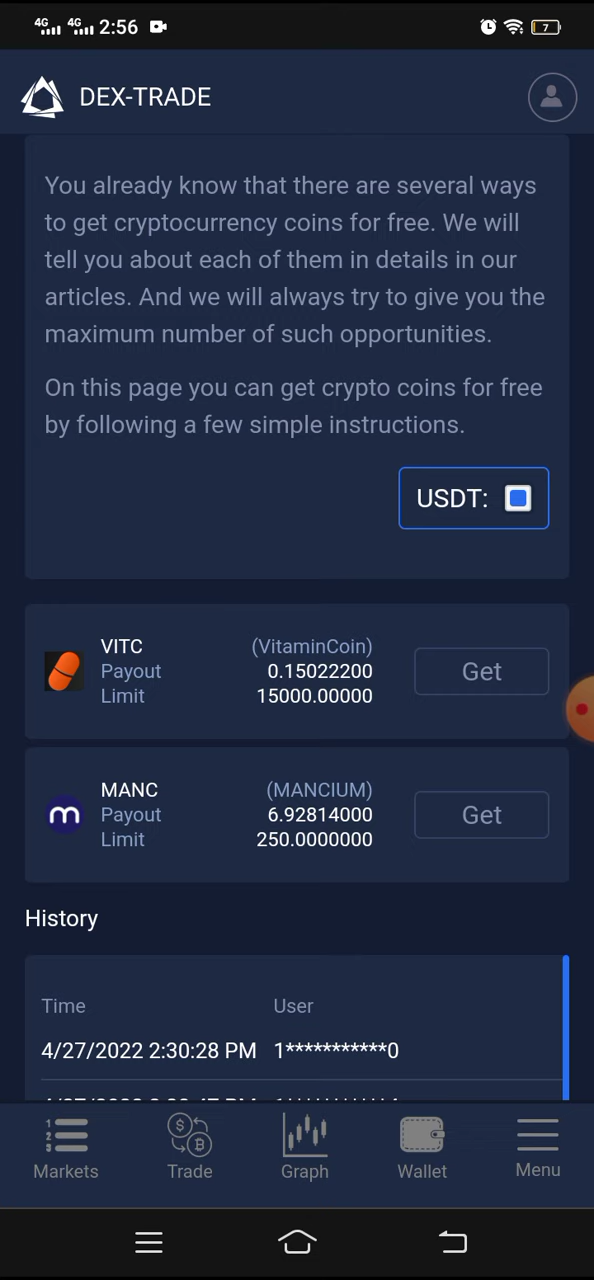 4G 4G 2:56 7
DEX-TRADE
You already know that there are several ways
to get cryptocurrency coins for free. We will
tell you about each of them in details in our
articles. And we will always try to give you the
maximum number of such opportunities.
On this page you can get crypto coins for free
by following a few simple instructions.
USDT:
VITC (VitaminCoin)
Payout 0.15022200 Get
Limit 15000.00000
MANC (MANCIUM)
Payout 6.92814000 Get
Limit 250.0000000
History
Time User
4/27/2022 2:30:28 PM 1***********0
Markets Trade Graph Wallet Menu